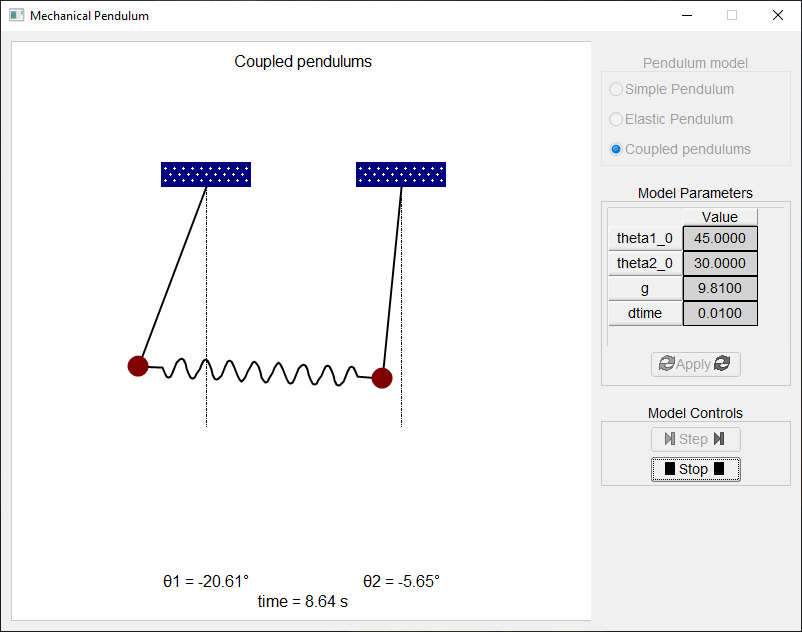 Mechanical Pendulum
Coupled pendulums
θ1 = -20.61°
θ2 = -5.65°
time = 8.64 s
Pendulum model
Simple Pendulum
Elastic Pendulum
Coupled pendulums
Model Parameters
Value
theta1_0 45.0000
theta2_0 30.0000
g 9.8100
dtime 0.0100
Apply
Model Controls
Step
Stop